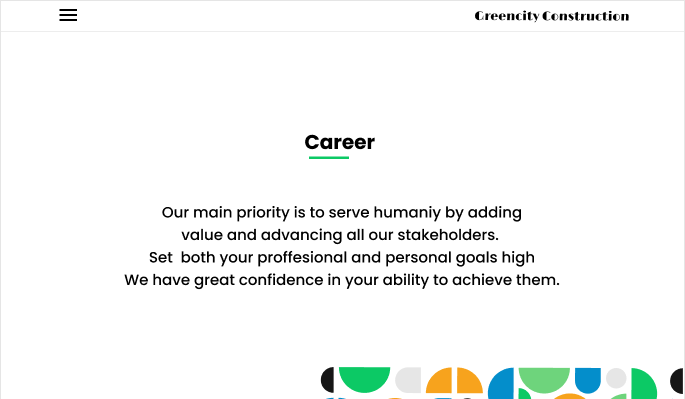 Greencity Construction
Career
Our main priority is to serve humaniy by adding
value and advancing all our stakeholders.
Set  both your proffesional and personal goals high
We have great confidence in your ability to achieve them.